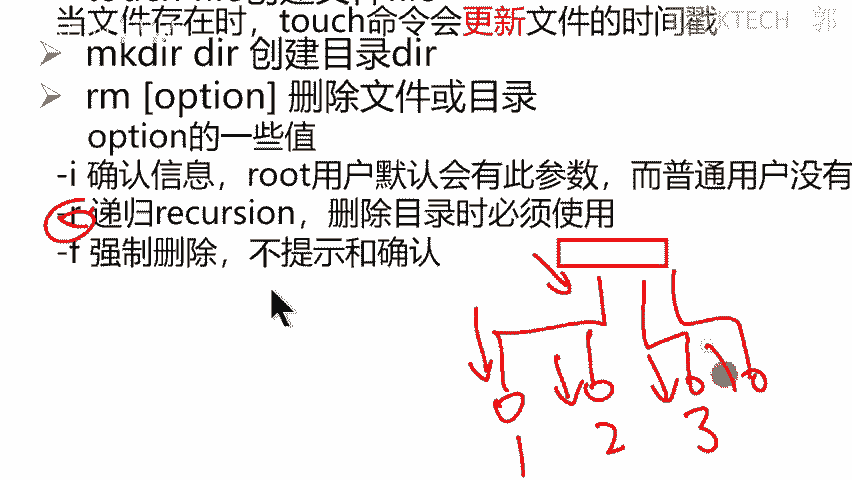 当文件存在时，touch命令会更新文件的时间戳
XTECH 郭
mkdir dir 创建目录dir
rm [option] 删除文件或目录
option的一些值
-i 确认信息，root用户默认会有此参数，而普通用户没有
-r 递归recursion，删除目录时必须使用
-f 强制删除，不提示和确认
1 2 3